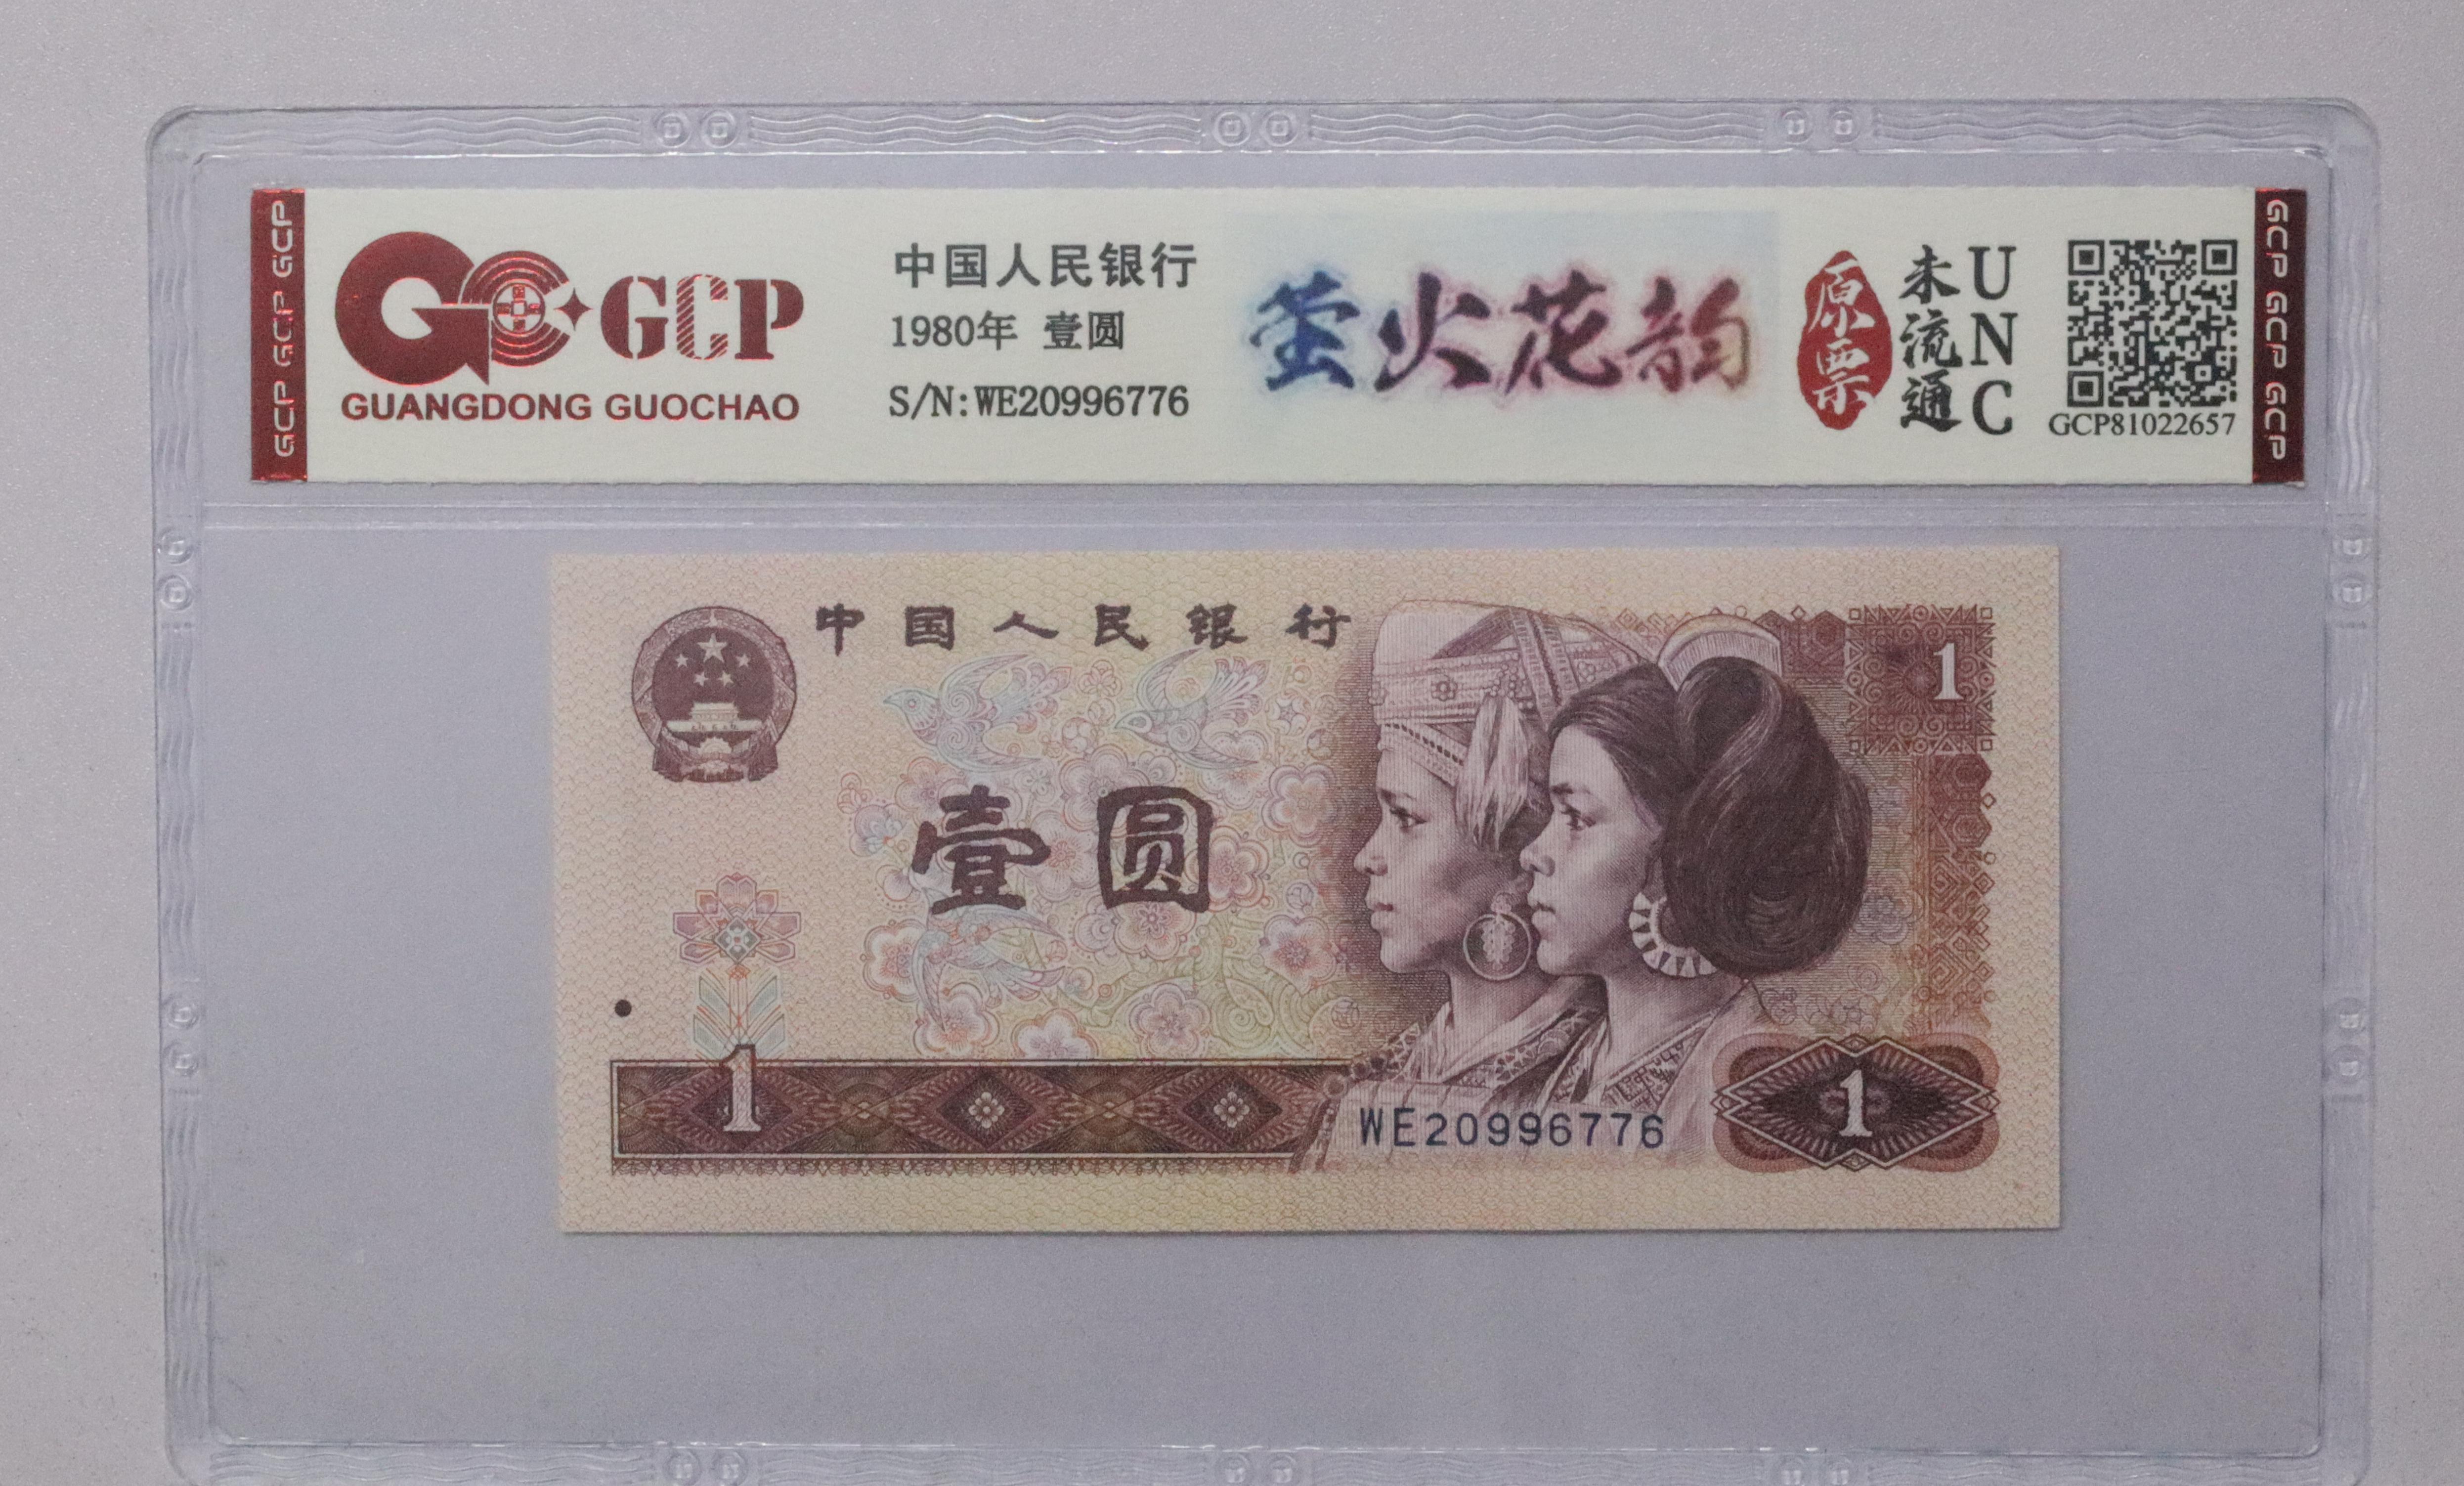 GCP GCP GCP
GCP
GUANGDONG GUOCHAO
中国人民银行
1980年 壹圆
S/N:WE20996776
萤火花韵
原票
未流通
UNC
GCP81022657
GCP GCP GCP
中国人民银行
1
壹圆
1
WE20996776
1